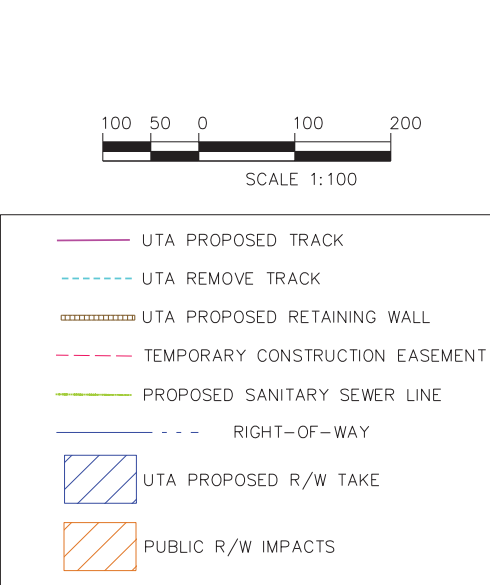 100 50 0 100 200
SCALE 1:100
UTA PROPOSED TRACK
UTA REMOVE TRACK
UTA PROPOSED RETAINING WALL
TEMPORARY CONSTRUCTION EASEMENT
PROPOSED SANITARY SEWER LINE
RIGHT-OF-WAY
UTA PROPOSED R/W TAKE
PUBLIC R/W IMPACTS